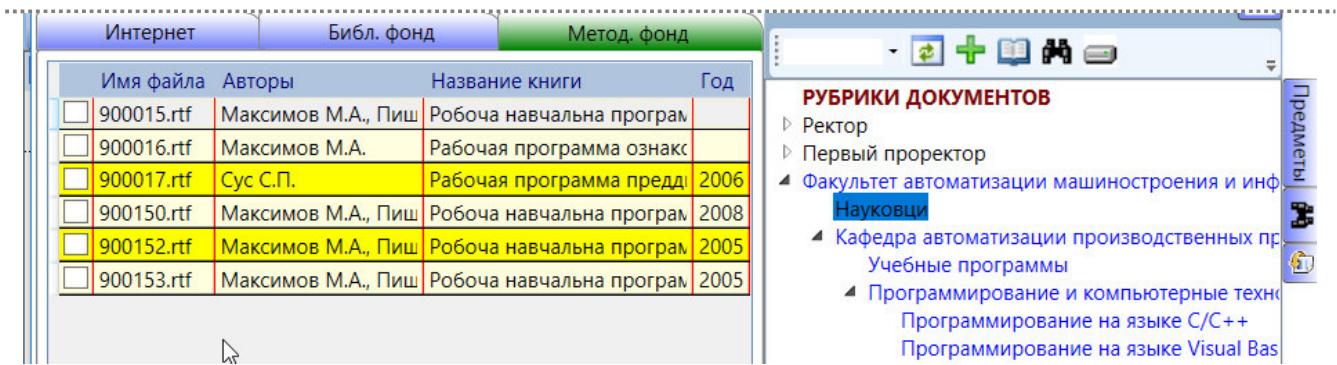 Интернет Библ. фонд Метод. фонд
Имя файла Авторы Название книги Год
900015.rtf Максимов М.А., Пиш Робоча навчальна програм
900016.rtf Максимов М.А. Рабочая программа ознако
900017.rtf Сус С.П. Рабочая программа предди 2006
900150.rtf Максимов М.А., Пиш Робоча навчальна програм 2008
900152.rtf Максимов М.А., Пиш Робоча навчальна програм 2005
900153.rtf Максимов М.А., Пиш Робоча навчальна програм 2005
РУБРИКИ ДОКУМЕНТОВ
Ректор
Первый проректор
Факультет автоматизации машиностроения и инф
Науковци
Кафедра автоматизации производственных пр
Учебные программы
Программирование и компьютерные техно
Программирование на языке C/C++
Программирование на языке Visual Bas
Предметы